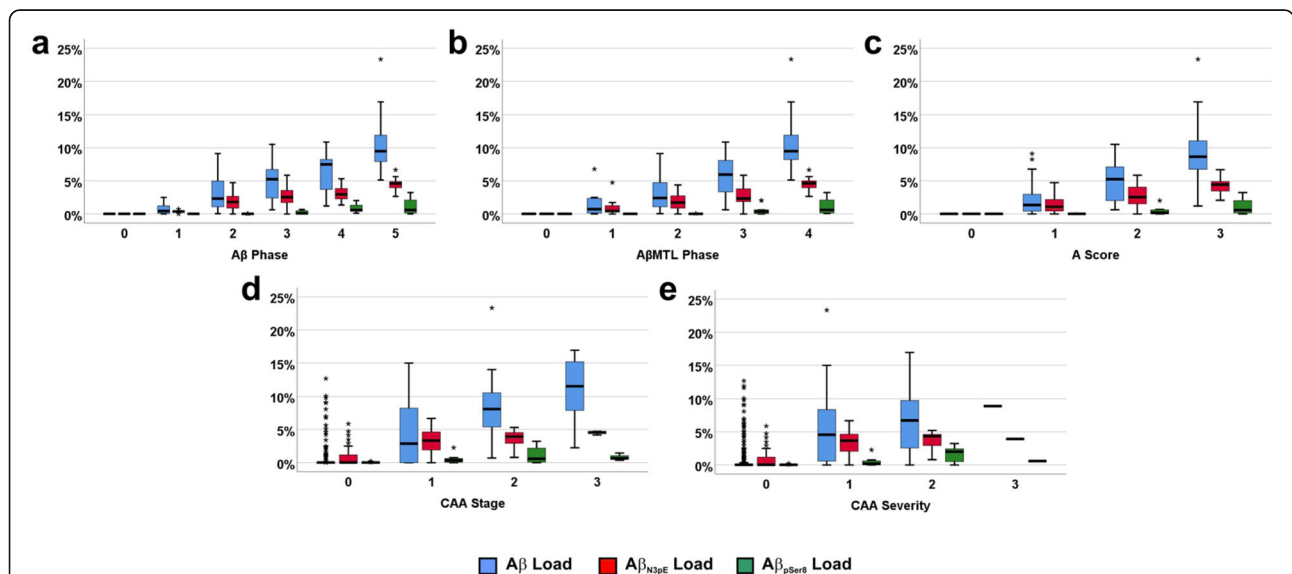 a
25%
20%
15%
10%
5%
0%
0 1 2 3 4 5
Aβ Phase
b
25%
20%
15%
10%
5%
0%
0 1 2 3 4
AβMTL Phase
c
25%
20%
15%
10%
5%
0%
0 1 2 3
A Score
d
25%
20%
15%
10%
5%
0%
0 1 2 3
CAA Stage
e
25%
20%
15%
10%
5%
0%
0 1 2 3
CAA Severity
Aβ Load AβN3pE Load AβpSer8 Load